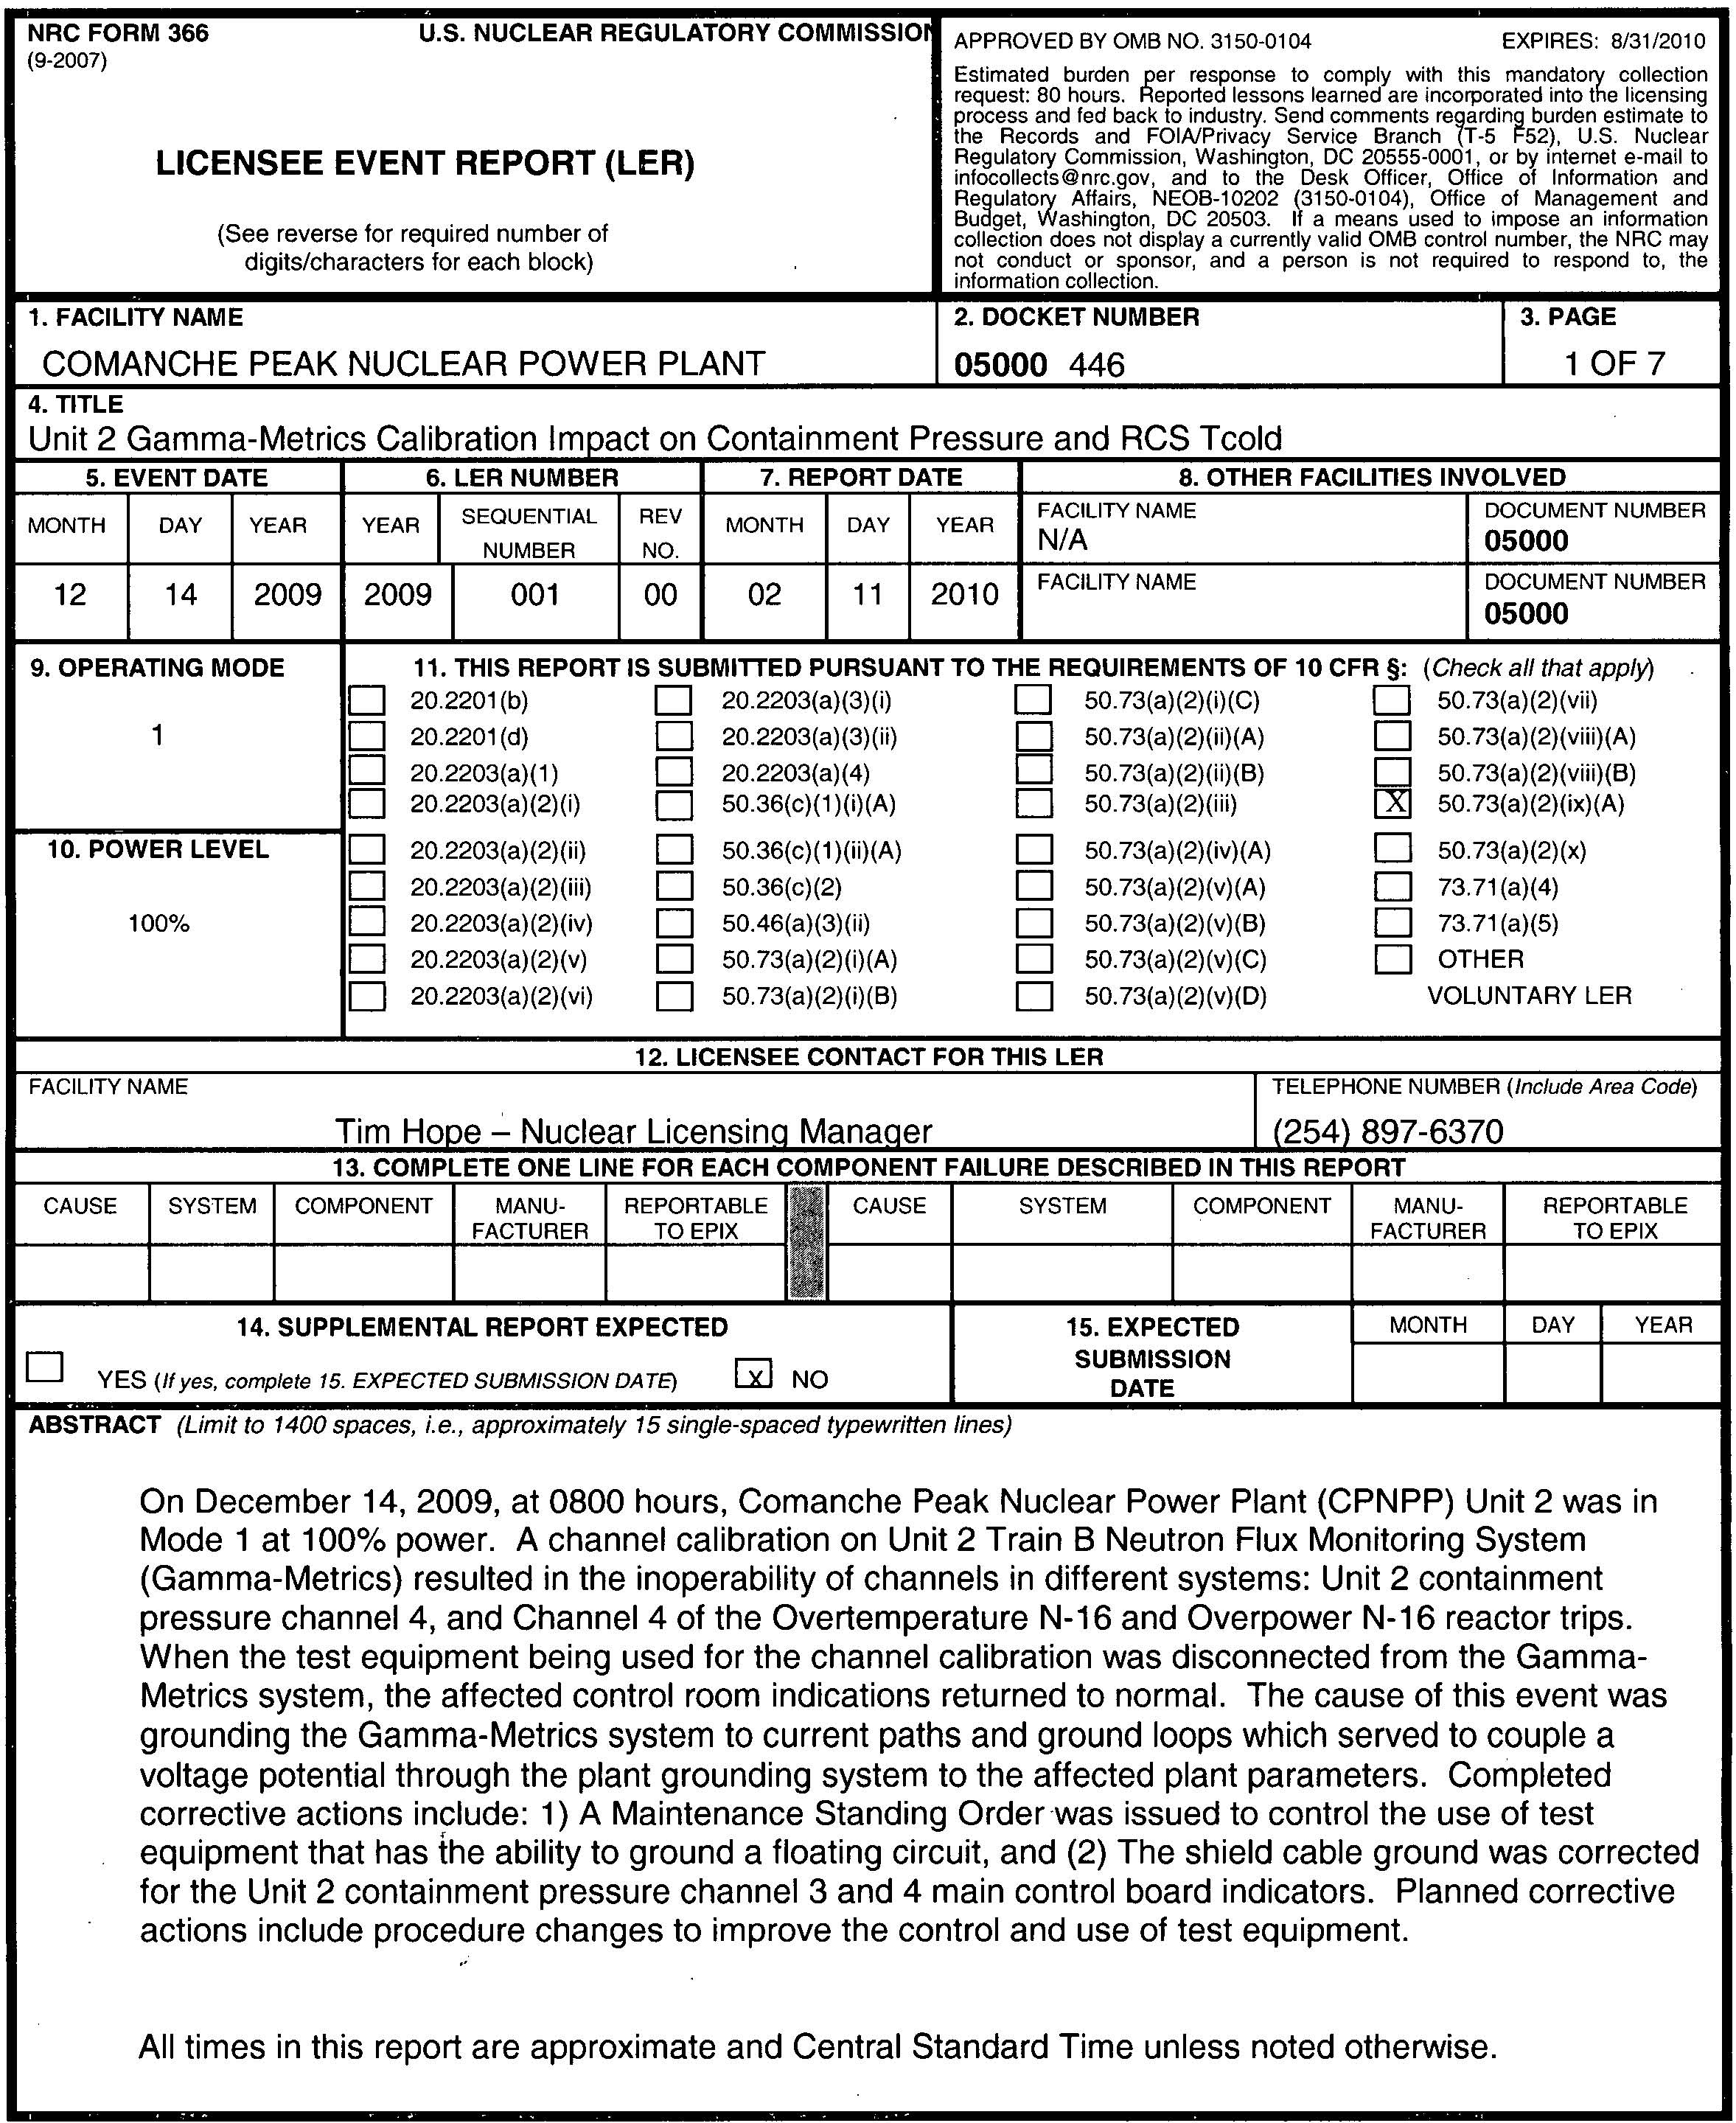 NRC FORM 366
(9-2007)
U.S. NUCLEAR REGULATORY COMMISSION
LICENSEE EVENT REPORT (LER)
(See reverse for required number of
digits/characters for each block)
APPROVED BY OMB NO. 3150-0104 EXPIRES: 8/31/2010
Estimated burden per response to comply with this mandatory collection
request: 80 hours. Reported lessons learned are incorporated into the licensing
process and fed back to industry. Send comments regarding burden estimate to
the Records and FOIA/Privacy Service Branch (T-5 F52), U.S. Nuclear
Regulatory Commission, Washington, DC 20555-0001, or by internet e-mail to
infocollects@nrc.gov, and to the Desk Officer, Office of Information and
Regulatory Affairs, NEOB-10202 (3150-0104), Office of Management and
Budget, Washington, DC 20503. If a means used to impose an information
collection does not display a currently valid OMB control number, the NRC may
not conduct or sponsor, and a person is not required to respond to, the
information collection.
1. FACILITY NAME 2. DOCKET NUMBER 3. PAGE
COMANCHE PEAK NUCLEAR POWER PLANT 05000 446 1 OF 7
4. TITLE
Unit 2 Gamma-Metrics Calibration Impact on Containment Pressure and RCS Tcold
5. EVENT DATE 6. LER NUMBER 7. REPORT DATE 8. OTHER FACILITIES INVOLVED
MONTH DAY YEAR YEAR SEQUENTIAL NUMBER REV NO. MONTH DAY YEAR FACILITY NAME DOCUMENT NUMBER
N/A 05000
12 14 2009 2009 001 00 02 11 2010 FACILITY NAME DOCUMENT NUMBER
05000
9. OPERATING MODE
1
10. POWER LEVEL
100%
11. THIS REPORT IS SUBMITTED PURSUANT TO THE REQUIREMENTS OF 10 CFR §: (Check all that apply)
20.2201(b) 20.2203(a)(3)(i) 50.73(a)(2)(i)(C) 50.73(a)(2)(vii)
20.2201(d) 20.2203(a)(3)(ii) 50.73(a)(2)(ii)(A) 50.73(a)(2)(viii)(A)
20.2203(a)(1) 20.2203(a)(4) 50.73(a)(2)(ii)(B) 50.73(a)(2)(viii)(B)
20.2203(a)(2)(i) 50.36(c)(1)(i)(A) 50.73(a)(2)(iii) X 50.73(a)(2)(ix)(A)
20.2203(a)(2)(ii) 50.36(c)(1)(ii)(A) 50.73(a)(2)(iv)(A) 50.73(a)(2)(x)
20.2203(a)(2)(iii) 50.36(c)(2) 50.73(a)(2)(v)(A) 73.71(a)(4)
20.2203(a)(2)(iv) 50.46(a)(3)(ii) 50.73(a)(2)(v)(B) 73.71(a)(5)
20.2203(a)(2)(v) 50.73(a)(2)(i)(A) 50.73(a)(2)(v)(C) OTHER
20.2203(a)(2)(vi) 50.73(a)(2)(i)(B) 50.73(a)(2)(v)(D) VOLUNTARY LER
12. LICENSEE CONTACT FOR THIS LER
FACILITY NAME TELEPHONE NUMBER (Include Area Code)
Tim Hope – Nuclear Licensing Manager (254) 897-6370
13. COMPLETE ONE LINE FOR EACH COMPONENT FAILURE DESCRIBED IN THIS REPORT
CAUSE SYSTEM COMPONENT MANU- REPORTABLE CAUSE SYSTEM COMPONENT MANU- REPORTABLE
FACTURER TO EPIX FACTURER TO EPIX
14. SUPPLEMENTAL REPORT EXPECTED
YES (If yes, complete 15. EXPECTED SUBMISSION DATE) X NO
15. EXPECTED
SUBMISSION
DATE
MONTH DAY YEAR
ABSTRACT (Limit to 1400 spaces, i.e., approximately 15 single-spaced typewritten lines)
On December 14, 2009, at 0800 hours, Comanche Peak Nuclear Power Plant (CPNPP) Unit 2 was in
Mode 1 at 100% power. A channel calibration on Unit 2 Train B Neutron Flux Monitoring System
(Gamma-Metrics) resulted in the inoperability of channels in different systems: Unit 2 containment
pressure channel 4, and Channel 4 of the Overtemperature N-16 and Overpower N-16 reactor trips.
When the test equipment being used for the channel calibration was disconnected from the Gamma-
Metrics system, the affected control room indications returned to normal. The cause of this event was
grounding the Gamma-Metrics system to current paths and ground loops which served to couple a
voltage potential through the plant grounding system to the affected plant parameters. Completed
corrective actions include: 1) A Maintenance Standing Order was issued to control the use of test
equipment that has the ability to ground a floating circuit, and (2) The shield cable ground was corrected
for the Unit 2 containment pressure channel 3 and 4 main control board indicators. Planned corrective
actions include procedure changes to improve the control and use of test equipment.
All times in this report are approximate and Central Standard Time unless noted otherwise.